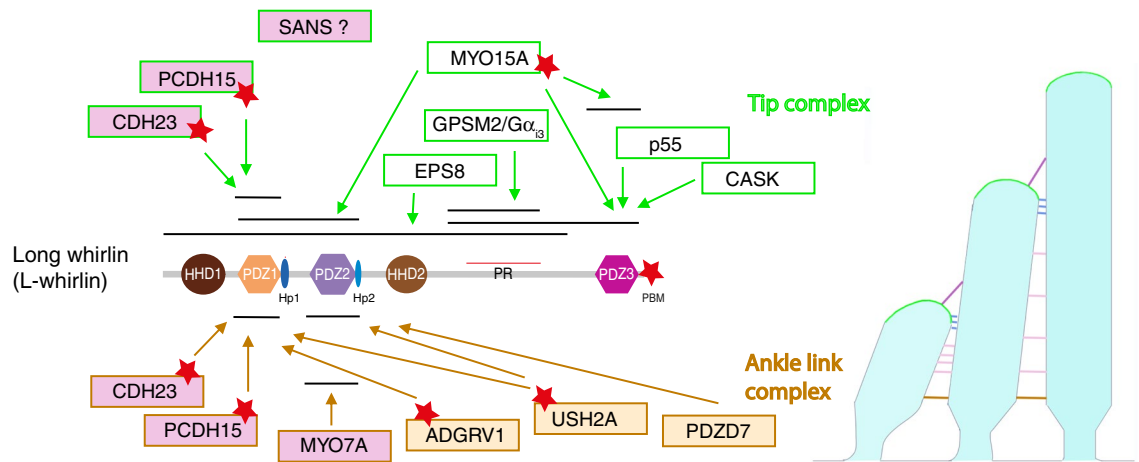 SANS ?
PCDH15
MYO15A
CDH23
Tip complex
GPSM2/Gαi3
p55
EPS8
CASK
Long whirlin
(L-whirlin)
HHD1
PDZ1
PDZ2
HHD2
PR
PDZ3
Hp1
Hp2
PBM
Ankle link
complex
CDH23
PCDH15
MYO7A
ADGRV1
USH2A
PDZD7